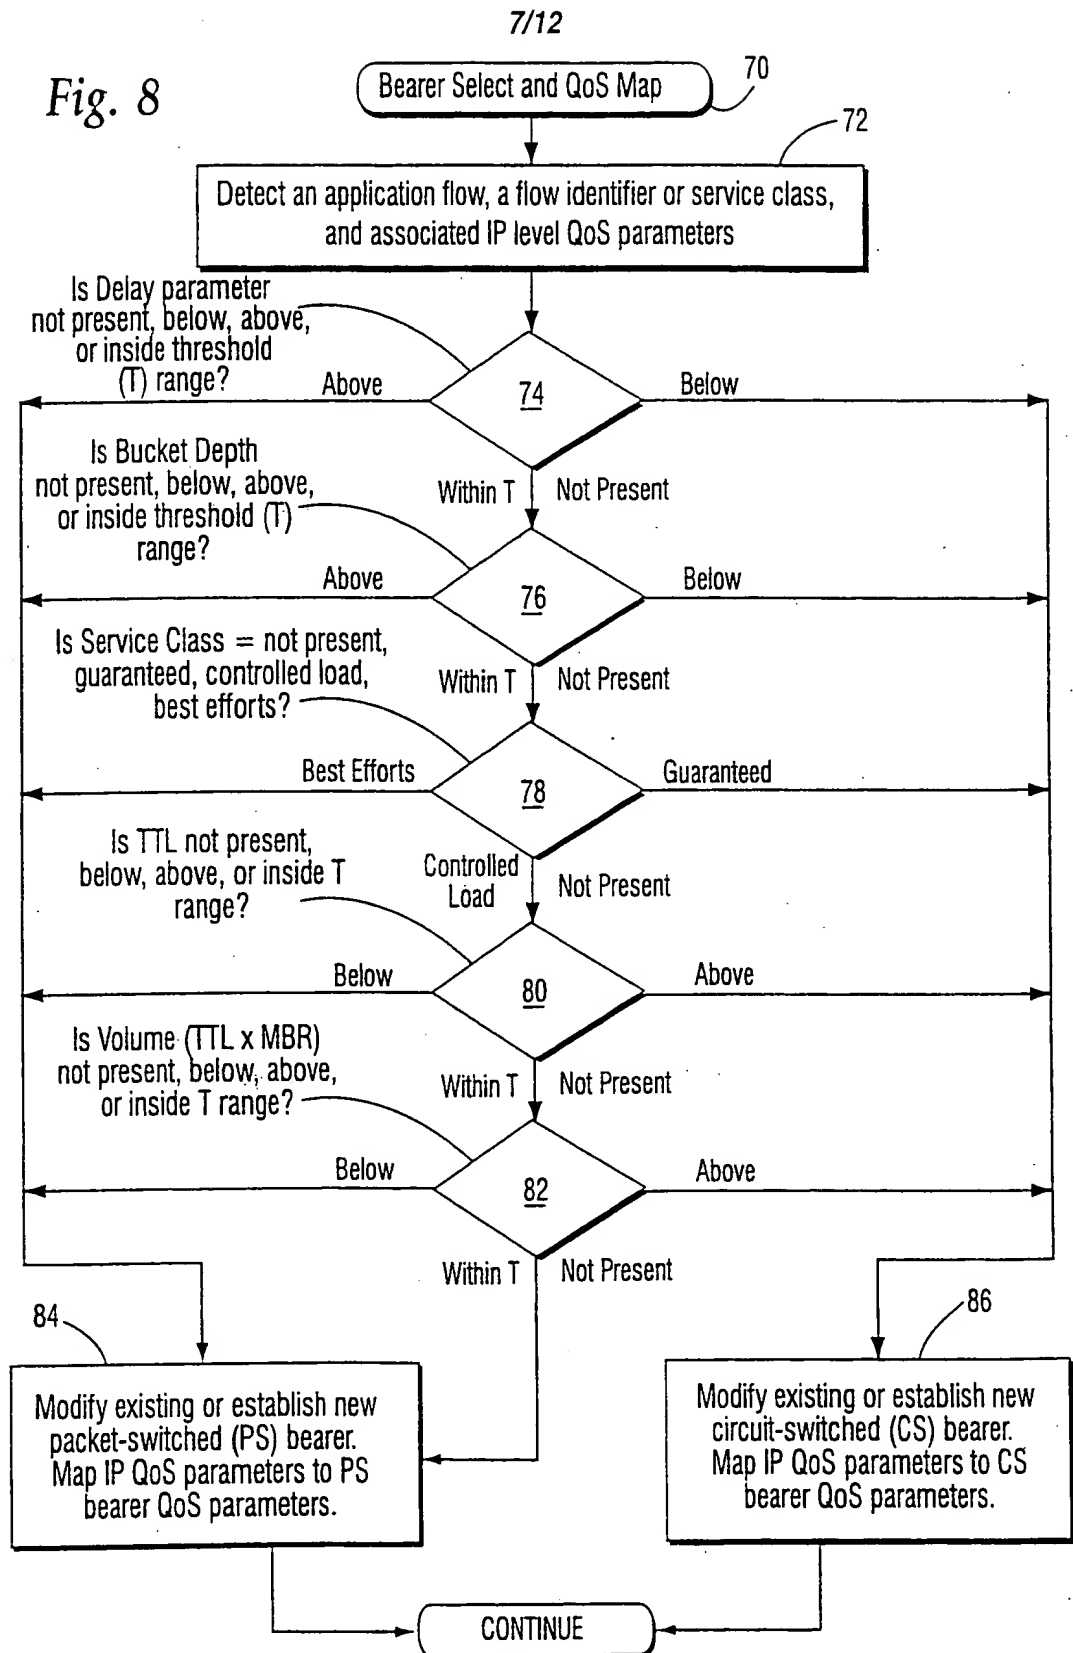 7/12
Fig. 8
Bearer Select and QoS Map
70
72
Detect an application flow, a flow identifier or service class,
and associated IP level QoS parameters
Is Delay parameter
not present, below, above,
or inside threshold
(T) range?
Above
74
Below
Within T
Not Present
Is Bucket Depth
not present, below, above,
or inside threshold (T)
range?
Above
76
Below
Within T
Not Present
Is Service Class = not present,
guaranteed, controlled load,
best efforts?
Best Efforts
78
Guaranteed
Controlled
Load
Not Present
Is TTL not present,
below, above, or inside T
range?
Below
80
Above
Within T
Not Present
Is Volume (TTL x MBR)
not present, below, above,
or inside T range?
Below
82
Above
Within T
Not Present
84
Modify existing or establish new
packet-switched (PS) bearer.
Map IP QoS parameters to PS
bearer QoS parameters.
86
Modify existing or establish new
circuit-switched (CS) bearer.
Map IP QoS parameters to CS
bearer QoS parameters.
CONTINUE